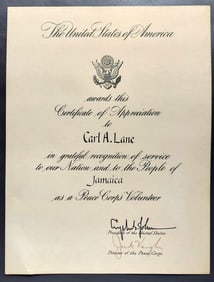 The United States of America
awards this
Certificate of Appreciation
to
Carl A. Lane
in grateful recognition of service
to our Nation and to the People of
Jamaica
as a Peace Corps Volunteer
President of the United States
Director of the Peace Corps